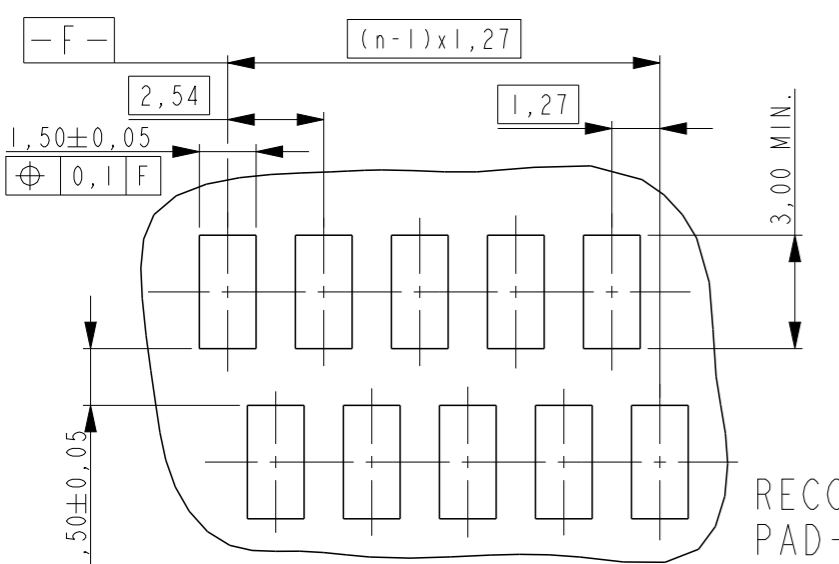 — F —
(n-1)x1,27
2,54
1,27
1,50±0,05
⌖ 0,1 F
3,00 MIN.
,50±0,05
RECO
PAD-